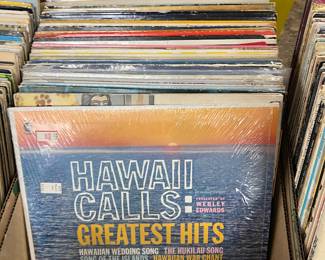 HAWAII
CALLS:
PRESENTED BY
WEBLEY
EDWARDS
GREATEST HITS
HAWAIIAN WEDDING SONG THE HUKILAU SONG
SONG OF THE ISLANDS HAWAIIAN WAR CHANT